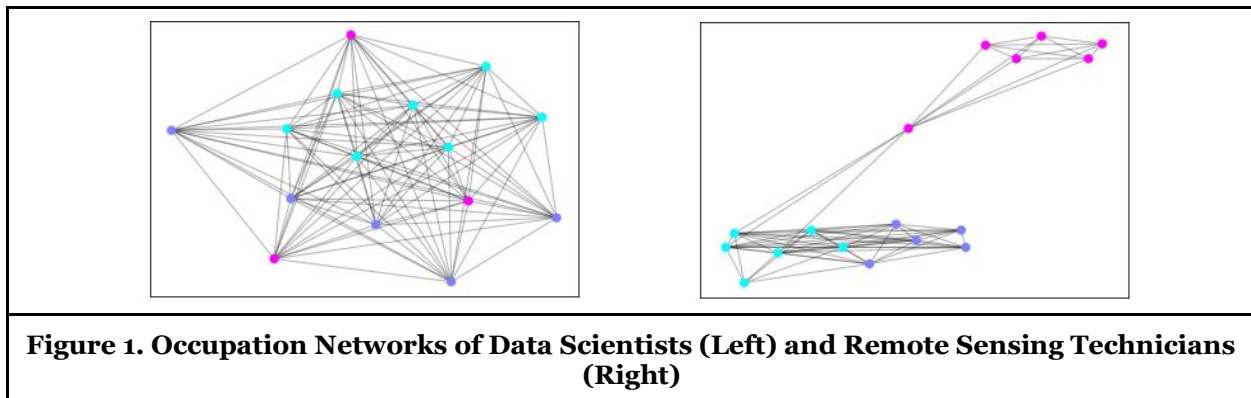 Figure 1. Occupation Networks of Data Scientists (Left) and Remote Sensing Technicians
(Right)